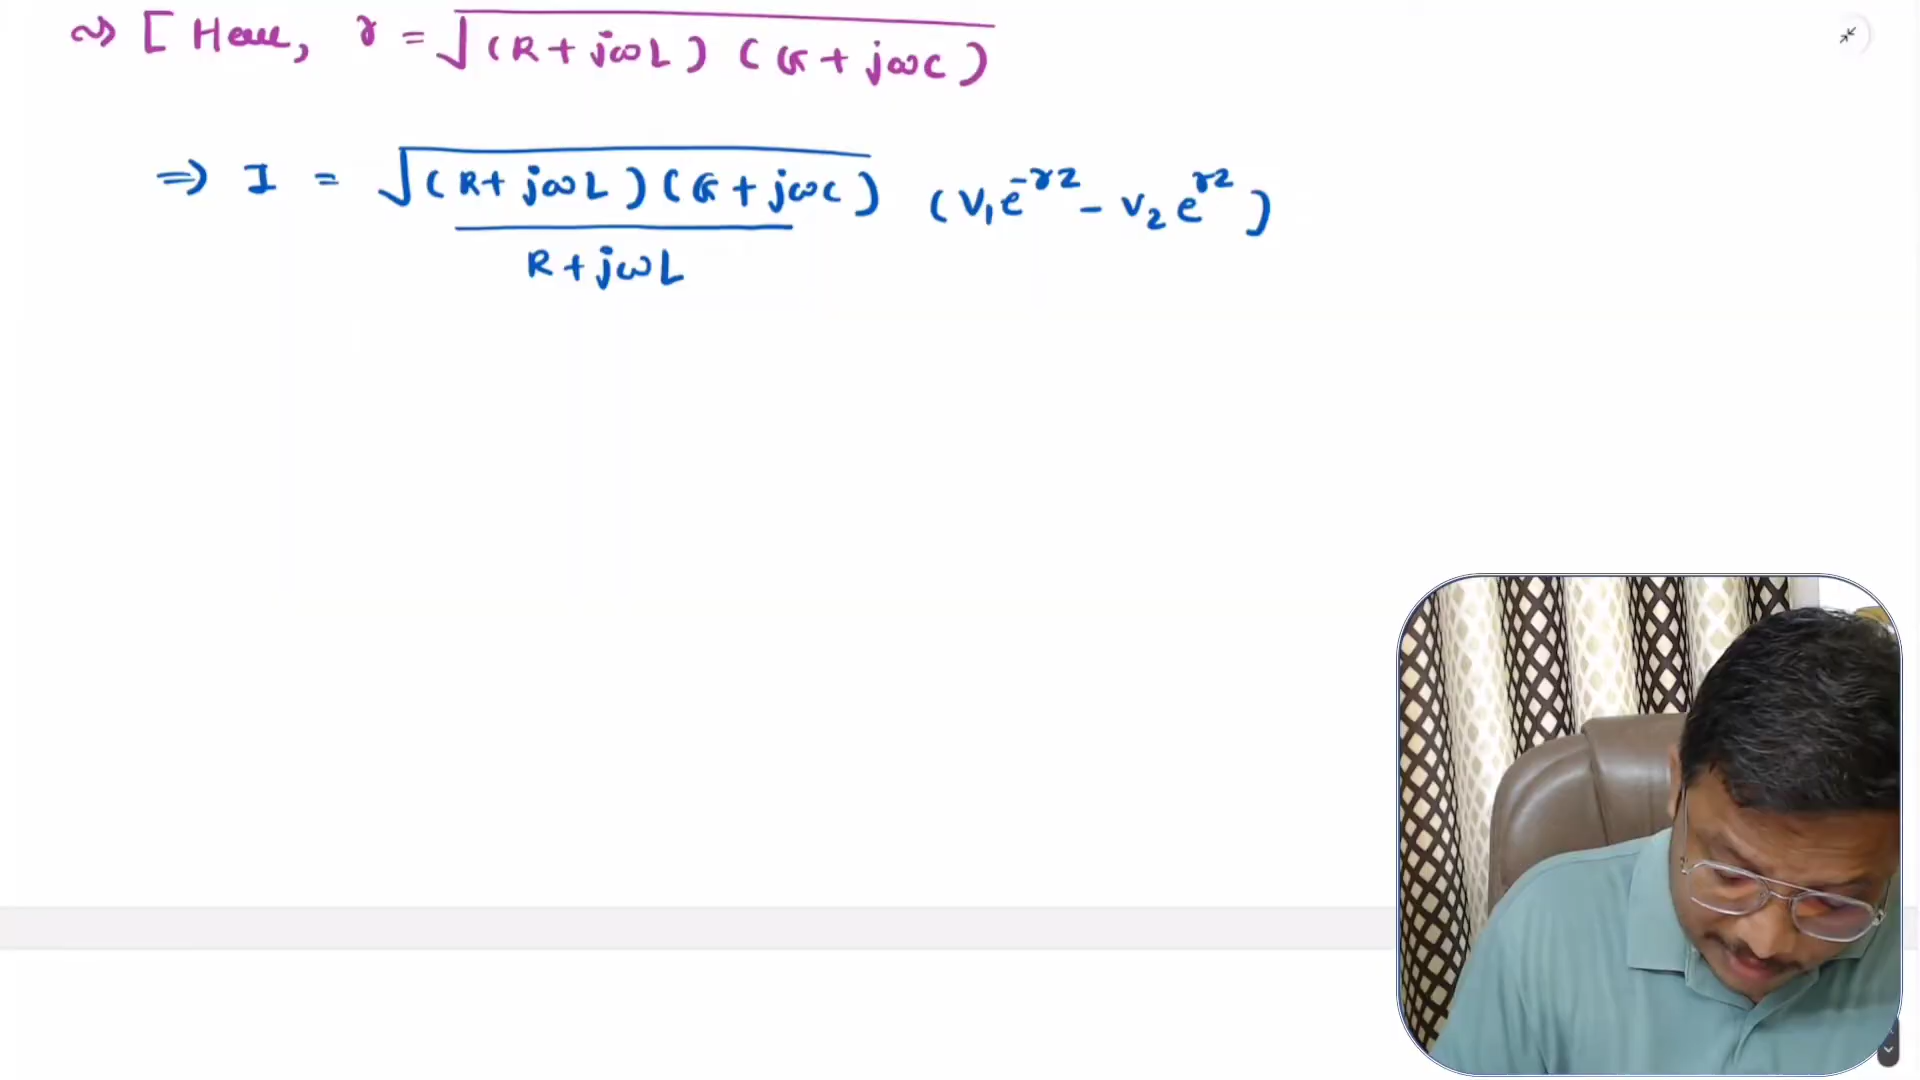 ⇝ [ Here, γ = √(R + jωL) (G + jωC)
⇒ I = √(R + jωL)(G + jωC) / R + jωL (V₁e^-γz - V₂e^γz)